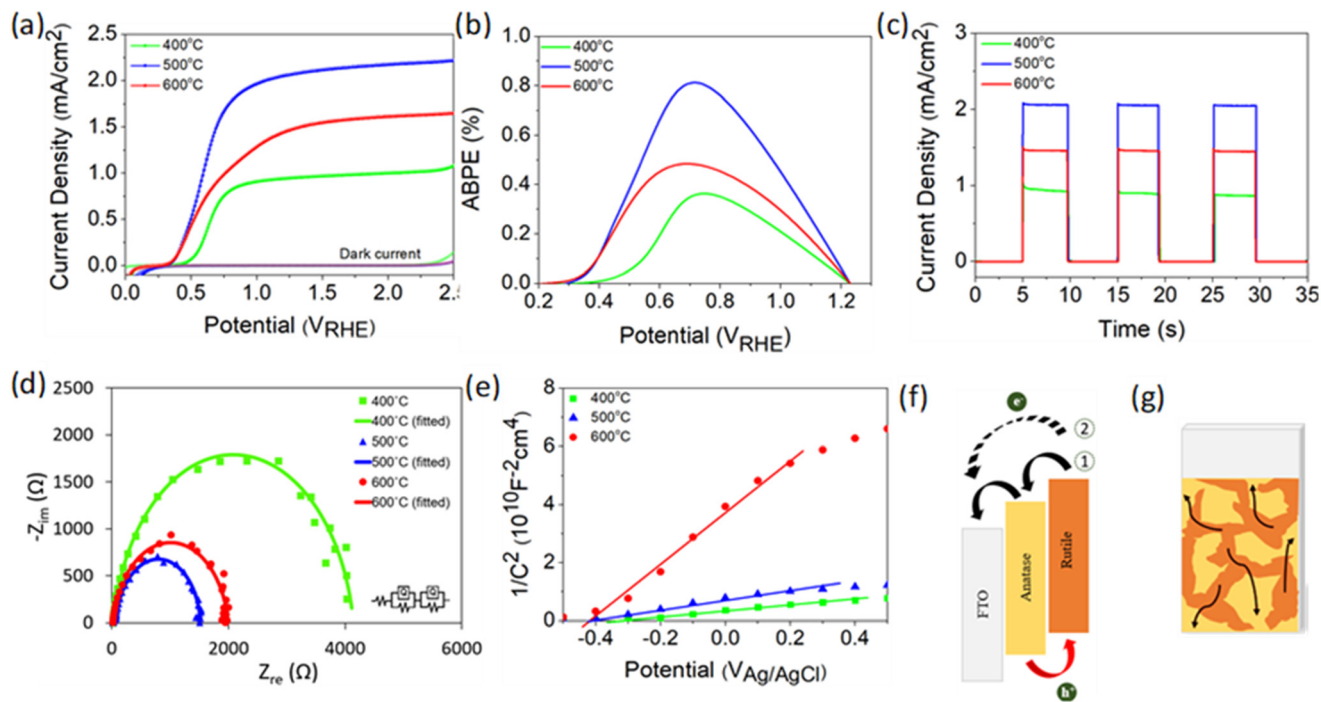 (a)
Current Density (mA/cm²)
2.5
2.0
1.5
1.0
0.5
0.0
400°C
500°C
600°C
Dark current
0.0 0.5 1.0 1.5 2.0 2.5
Potential (VRHE)
(b)
ABPE (%)
1.0
0.8
0.6
0.4
0.2
0.0
400°C
500°C
600°C
0.2 0.4 0.6 0.8 1.0 1.2
Potential (VRHE)
(c)
Current Density (mA/cm²)
3
2
1
0
400°C
500°C
600°C
0 5 10 15 20 25 30 35
Time (s)
(d)
-Zim (Ω)
2500
2000
1500
1000
500
0
400°C
400°C (fitted)
500°C
500°C (fitted)
600°C
600°C (fitted)
Q Q
0 2000 4000 6000
Zre (Ω)
(e)
1/C² (10¹⁰F⁻²cm⁴)
8
6
4
2
0
400°C
500°C
600°C
-0.4 -0.2 0.0 0.2 0.4
Potential (VAg/AgCl)
(f)
e⁻
②
①
FTO
Anatase
Rutile
h⁺
(g)